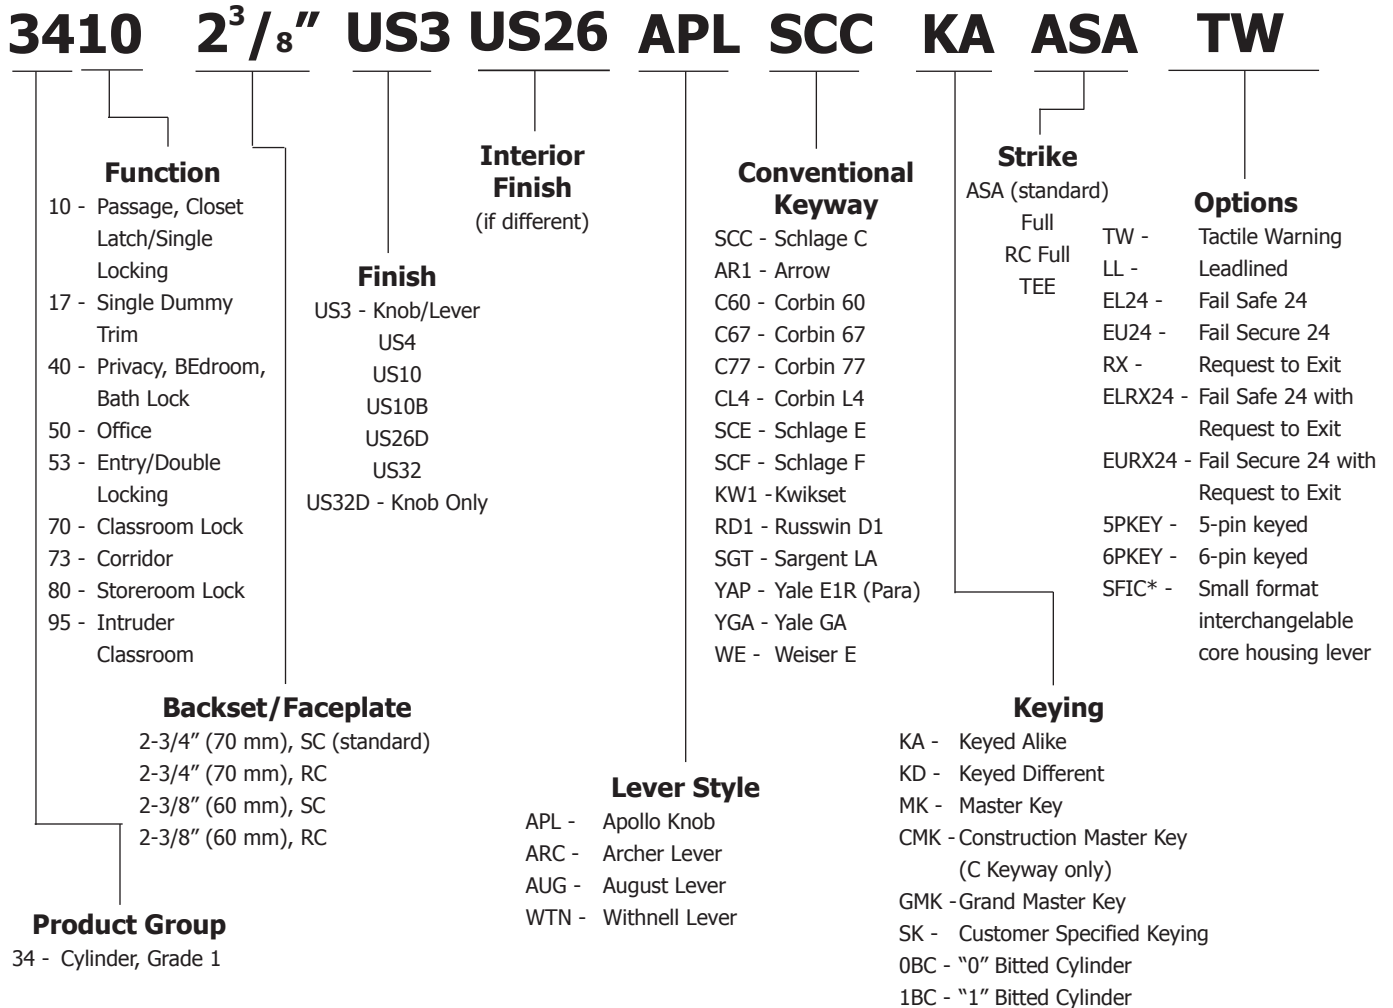 3410 2 3/8" US3 US26 APL SCC KA ASA TW
Function
10 - Passage, Closet
Latch/Single
Locking
17 - Single Dummy
Trim
40 - Privacy, BEdroom,
Bath Lock
50 - Office
53 - Entry/Double
Locking
70 - Classroom Lock
73 - Corridor
80 - Storeroom Lock
95 - Intruder
Classroom
Backset/Faceplate
2-3/4" (70 mm), SC (standard)
2-3/4" (70 mm), RC
2-3/8" (60 mm), SC
2-3/8" (60 mm), RC
Product Group
34 - Cylinder, Grade 1
Finish
US3 - Knob/Lever
US4
US10
US10B
US26D
US32
US32D - Knob Only
Interior
Finish
(if different)
Lever Style
APL - Apollo Knob
ARC - Archer Lever
AUG - August Lever
WTN - Withnell Lever
Conventional
Keyway
SCC - Schlage C
AR1 - Arrow
C60 - Corbin 60
C67 - Corbin 67
C77 - Corbin 77
CL4 - Corbin L4
SCE - Schlage E
SCF - Schlage F
KW1 - Kwikset
RD1 - Russwin D1
SGT - Sargent LA
YAP - Yale E1R (Para)
YGA - Yale GA
WE - Weiser E
Strike
ASA (standard)
Full
RC Full
TEE
Options
TW - Tactile Warning
LL - Leadlined
EL24 - Fail Safe 24
EU24 - Fail Secure 24
RX - Request to Exit
ELRX24 - Fail Safe 24 with
Request to Exit
EURX24 - Fail Secure 24 with
Request to Exit
5PKEY - 5-pin keyed
6PKEY - 6-pin keyed
SFIC* - Small format
interchangelable
core housing lever
Keying
KA - Keyed Alike
KD - Keyed Different
MK - Master Key
CMK - Construction Master Key
(C Keyway only)
GMK - Grand Master Key
SK - Customer Specified Keying
0BC - "0" Bitted Cylinder
1BC - "1" Bitted Cylinder